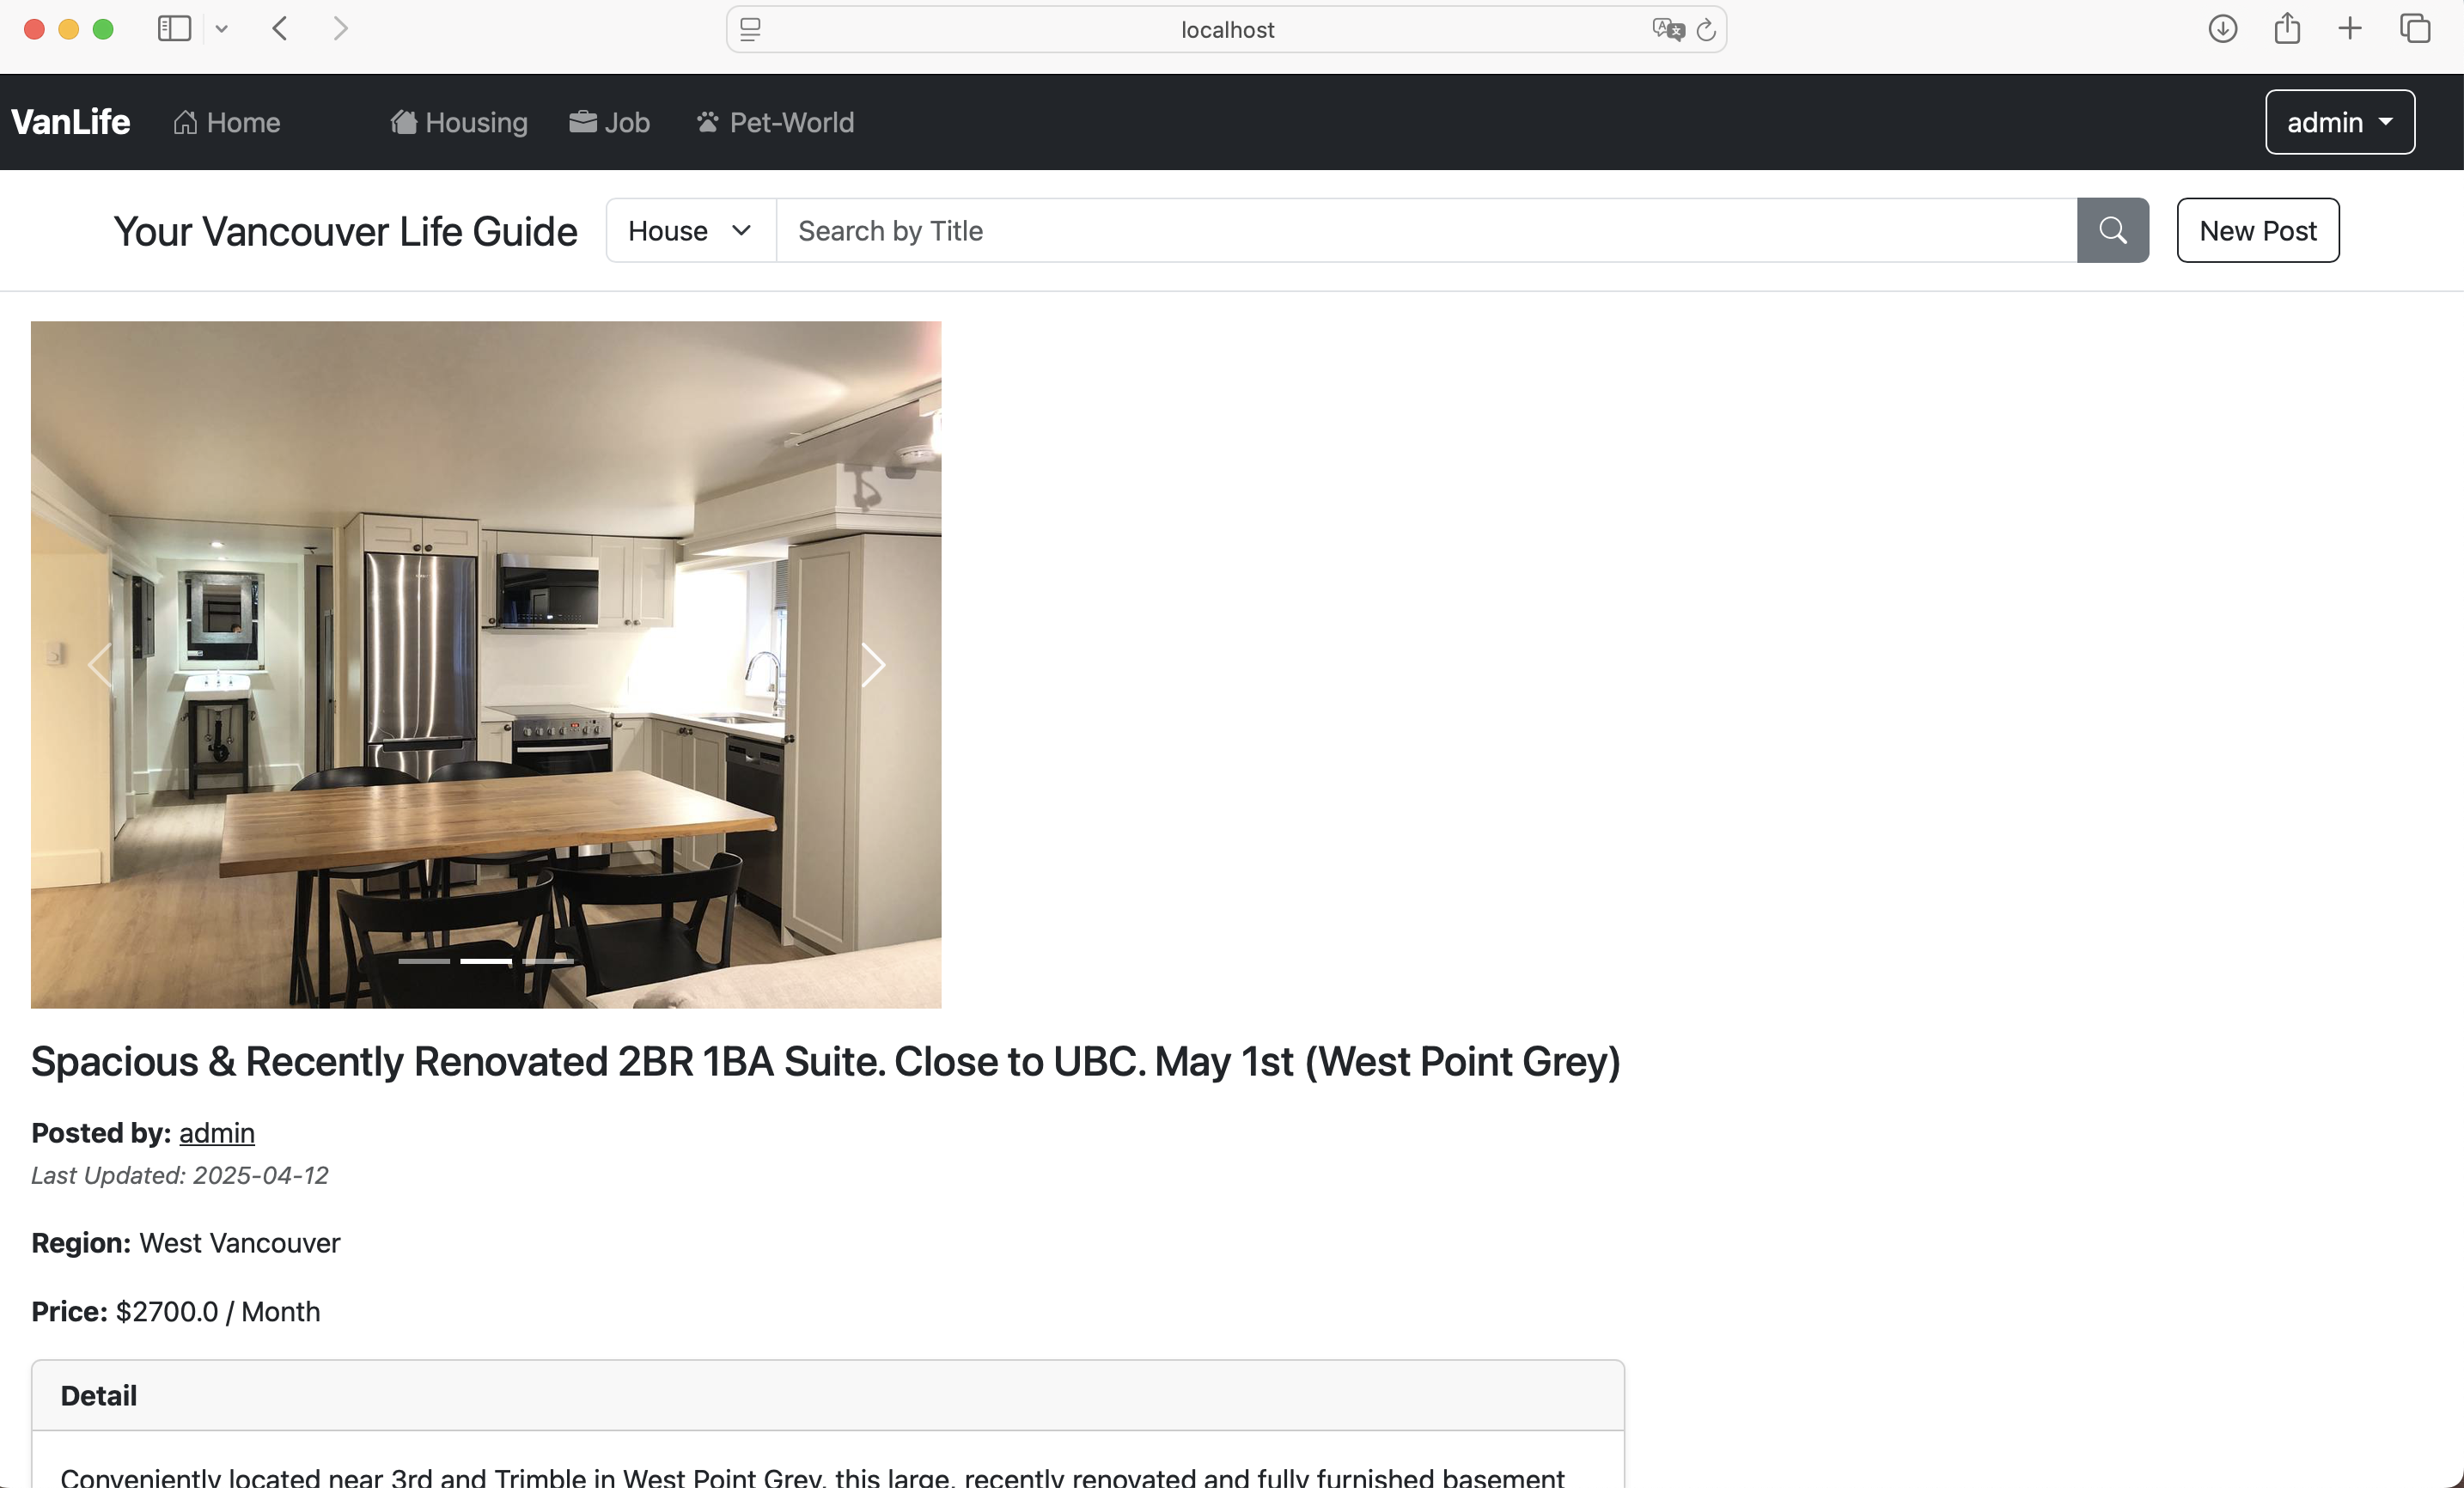 localhost
VanLife Home Housing Job Pet-World admin
Your Vancouver Life Guide House Search by Title New Post
Spacious & Recently Renovated 2BR 1BA Suite. Close to UBC. May 1st (West Point Grey)
Posted by: admin
Last Updated: 2025-04-12
Region: West Vancouver
Price: $2700.0 / Month
Detail
Conveniently located near 3rd and Trimble in West Point Grey, this large, recently renovated and fully furnished basement